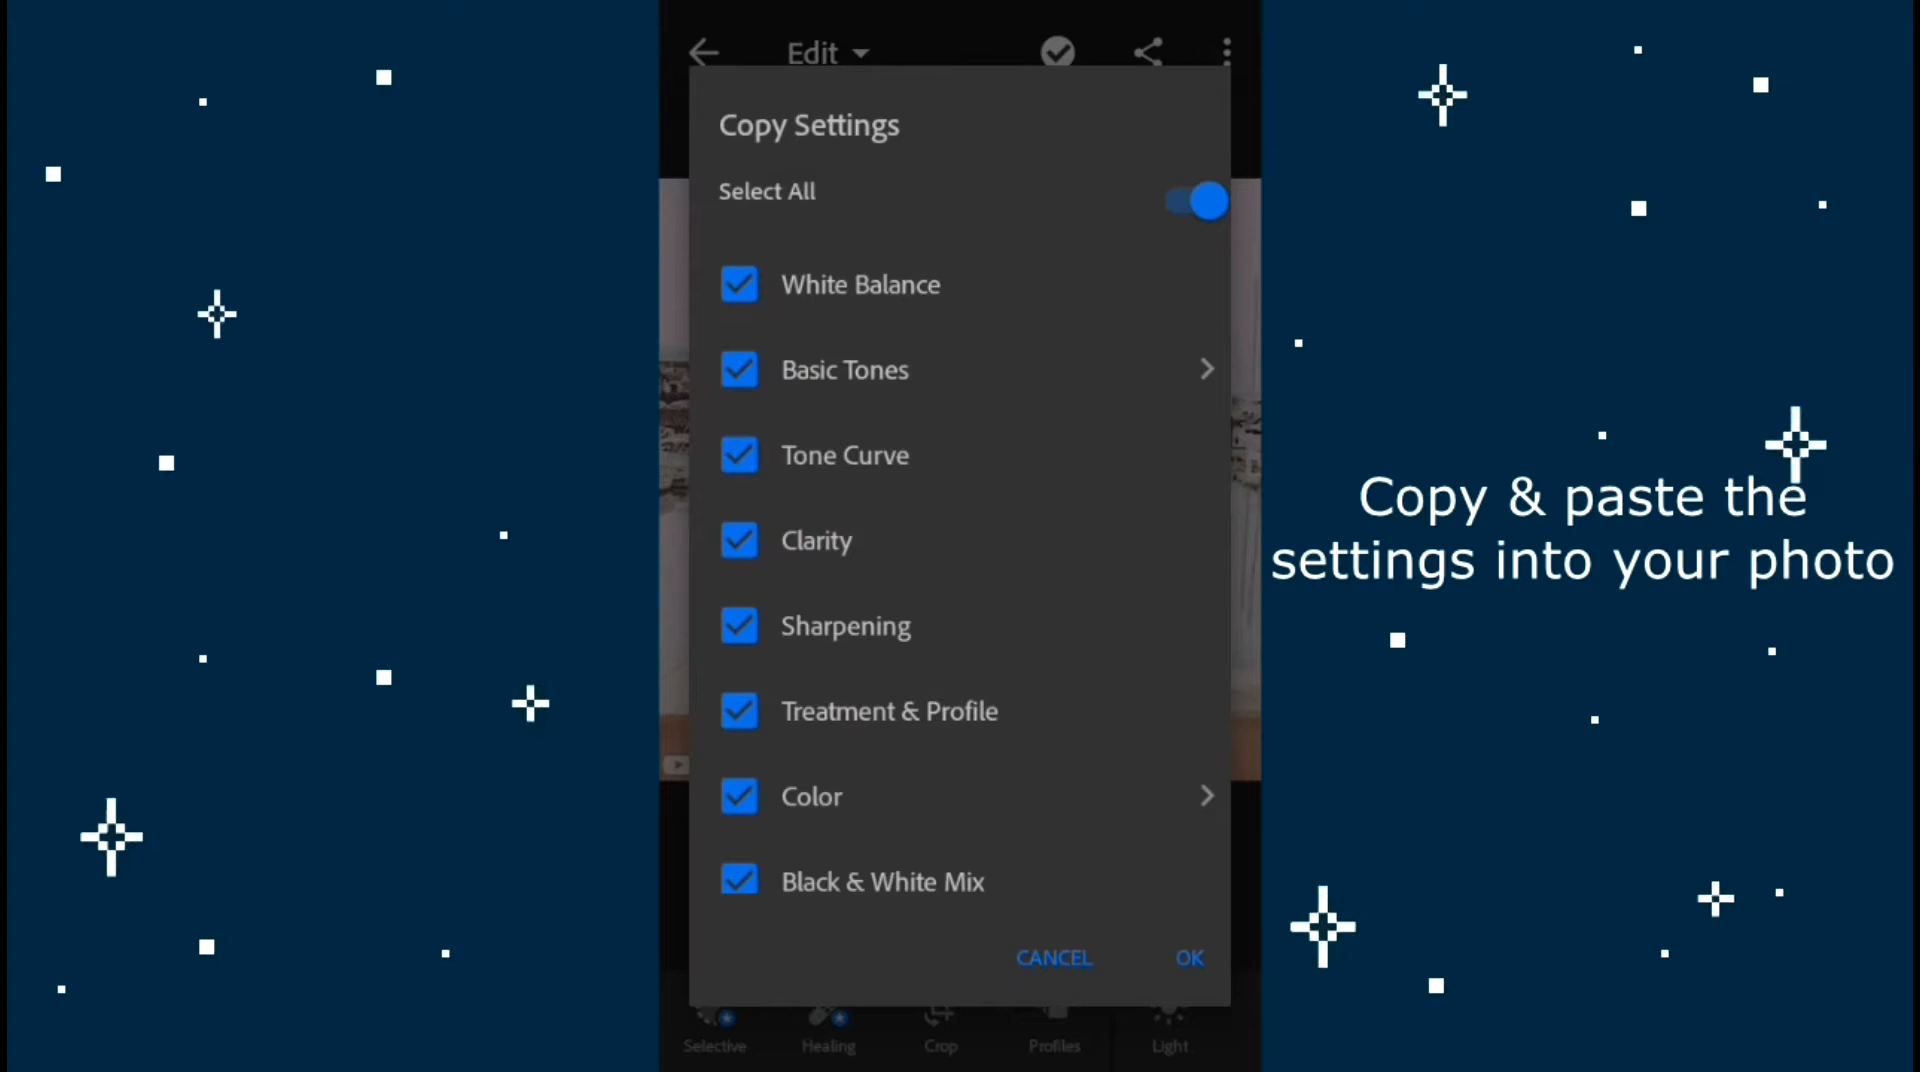 Edit
Copy Settings
Select All
White Balance
Basic Tones
Tone Curve
Clarity
Sharpening
Treatment & Profile
Color
Black & White Mix
CANCEL OK
Selective Healing Crop Profiles Light
Copy & paste the
settings into your photo